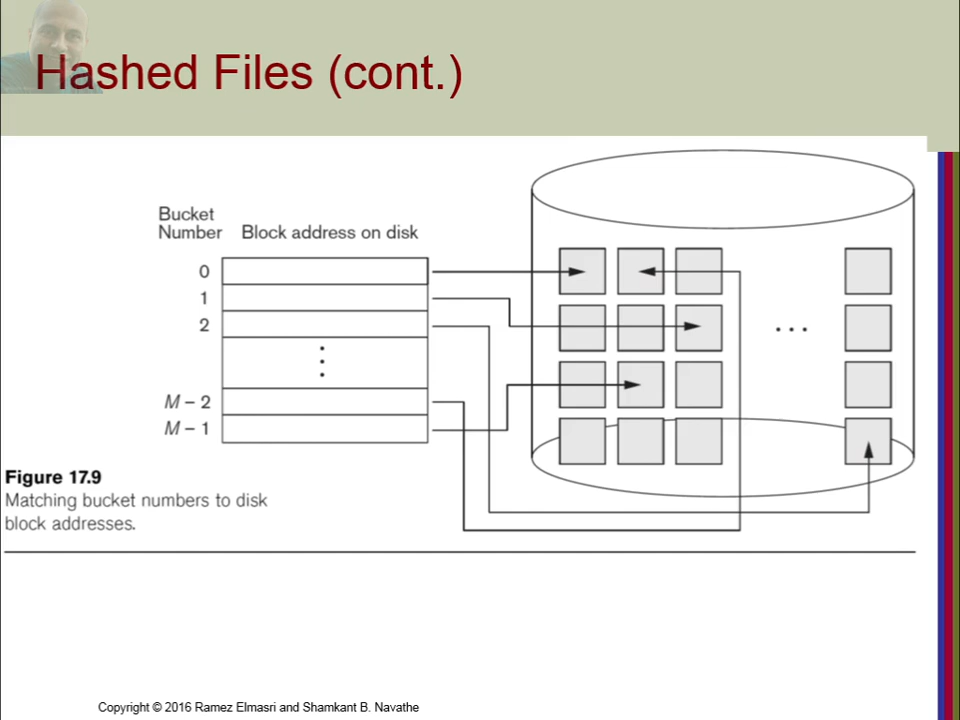 Hashed Files (cont.)
Bucket
Number Block address on disk
0
1
2
M – 2
M – 1
. . .
Figure 17.9
Matching bucket numbers to disk
block addresses.
Copyright © 2016 Ramez Elmasri and Shamkant B. Navathe